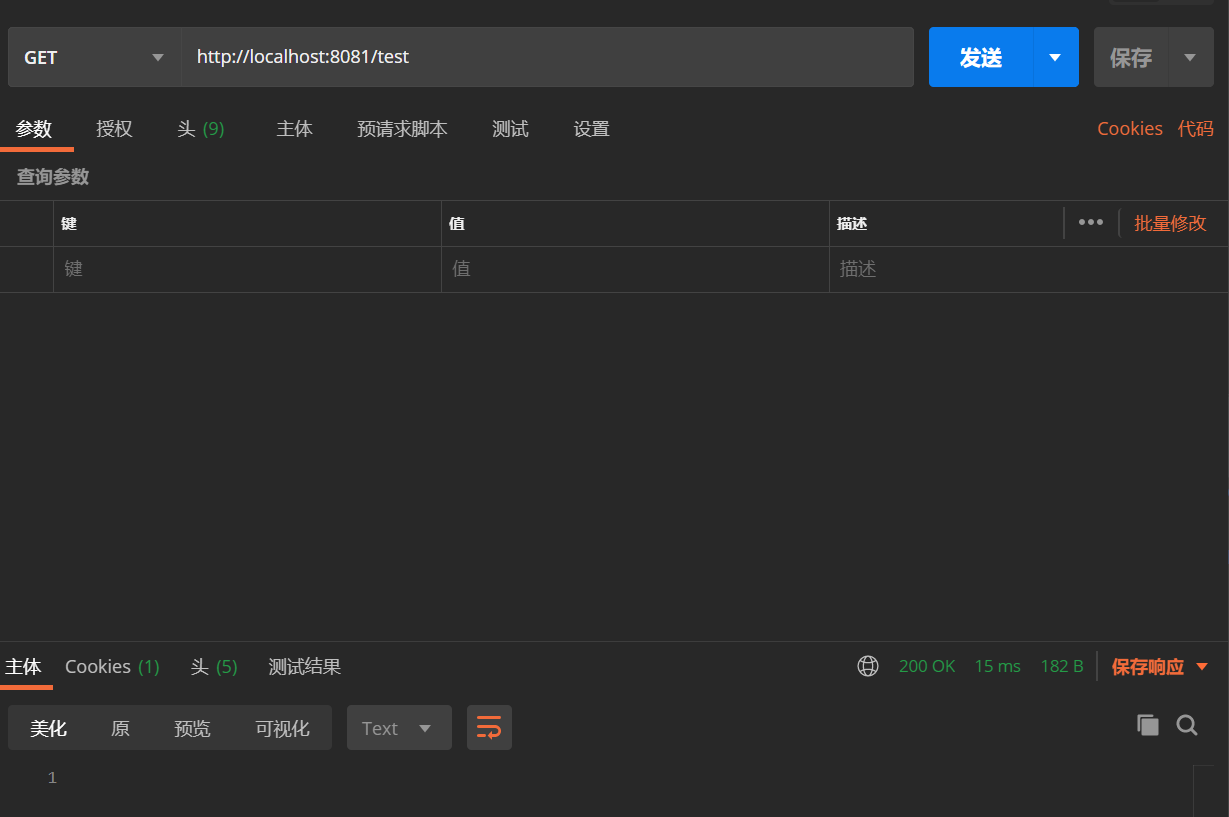 GET http://localhost:8081/test 发送 保存
参数 授权 头 (9) 主体 预请求脚本 测试 设置 Cookies 代码
查询参数
键 值 描述 ••• 批量修改
键 值 描述
主体 Cookies (1) 头 (5) 测试结果 200 OK 15 ms 182 B 保存响应
美化 原 预览 可视化 Text
1